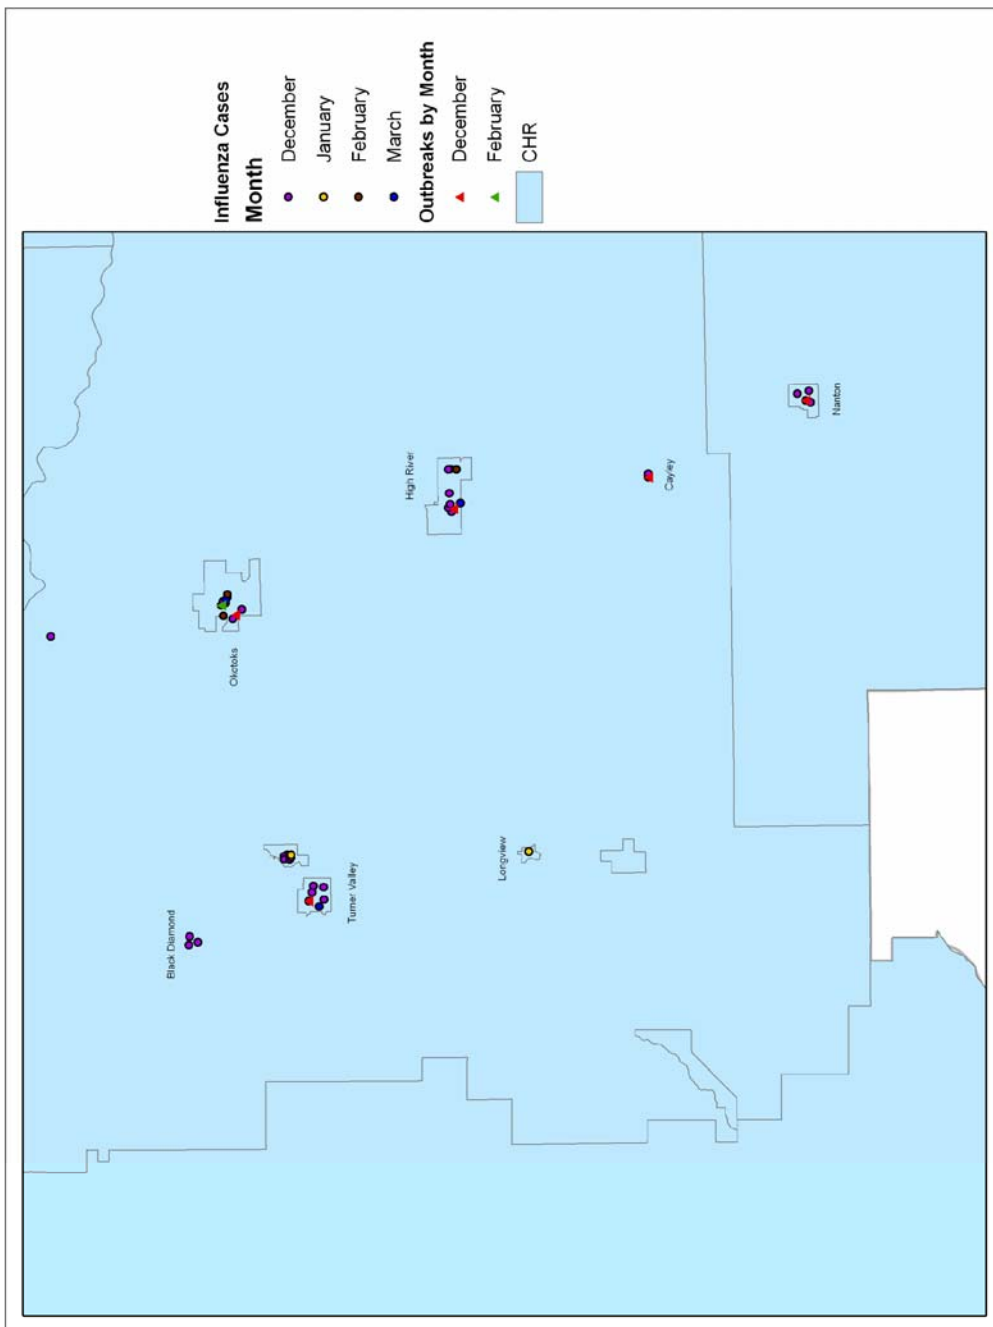 Influenza Cases
Month
December
January
February
March
Outbreaks by Month
December
February
CHR
Black Diamond
Turner Valley
Okotoks
High River
Longview
Cayley
Nanton